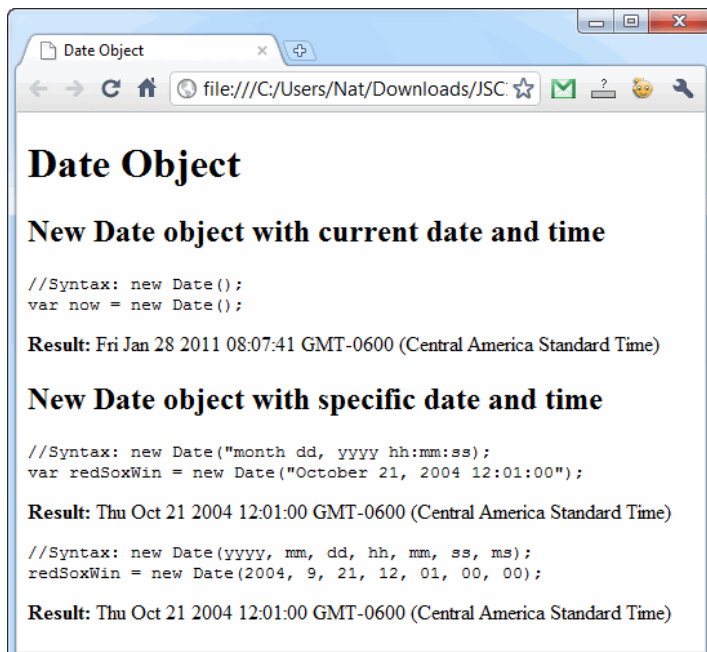 Date Object
file:///C:/Users/Nat/Downloads/JSC
?
Date Object
New Date object with current date and time
//Syntax: new Date();
var now = new Date();
Result: Fri Jan 28 2011 08:07:41 GMT-0600 (Central America Standard Time)
New Date object with specific date and time
//Syntax: new Date("month dd, yyyy hh:mm:ss);
var redSoxWin = new Date("October 21, 2004 12:01:00");
Result: Thu Oct 21 2004 12:01:00 GMT-0600 (Central America Standard Time)
//Syntax: new Date(yyyy, mm, dd, hh, mm, ss, ms);
redSoxWin = new Date(2004, 9, 21, 12, 01, 00, 00);
Result: Thu Oct 21 2004 12:01:00 GMT-0600 (Central America Standard Time)